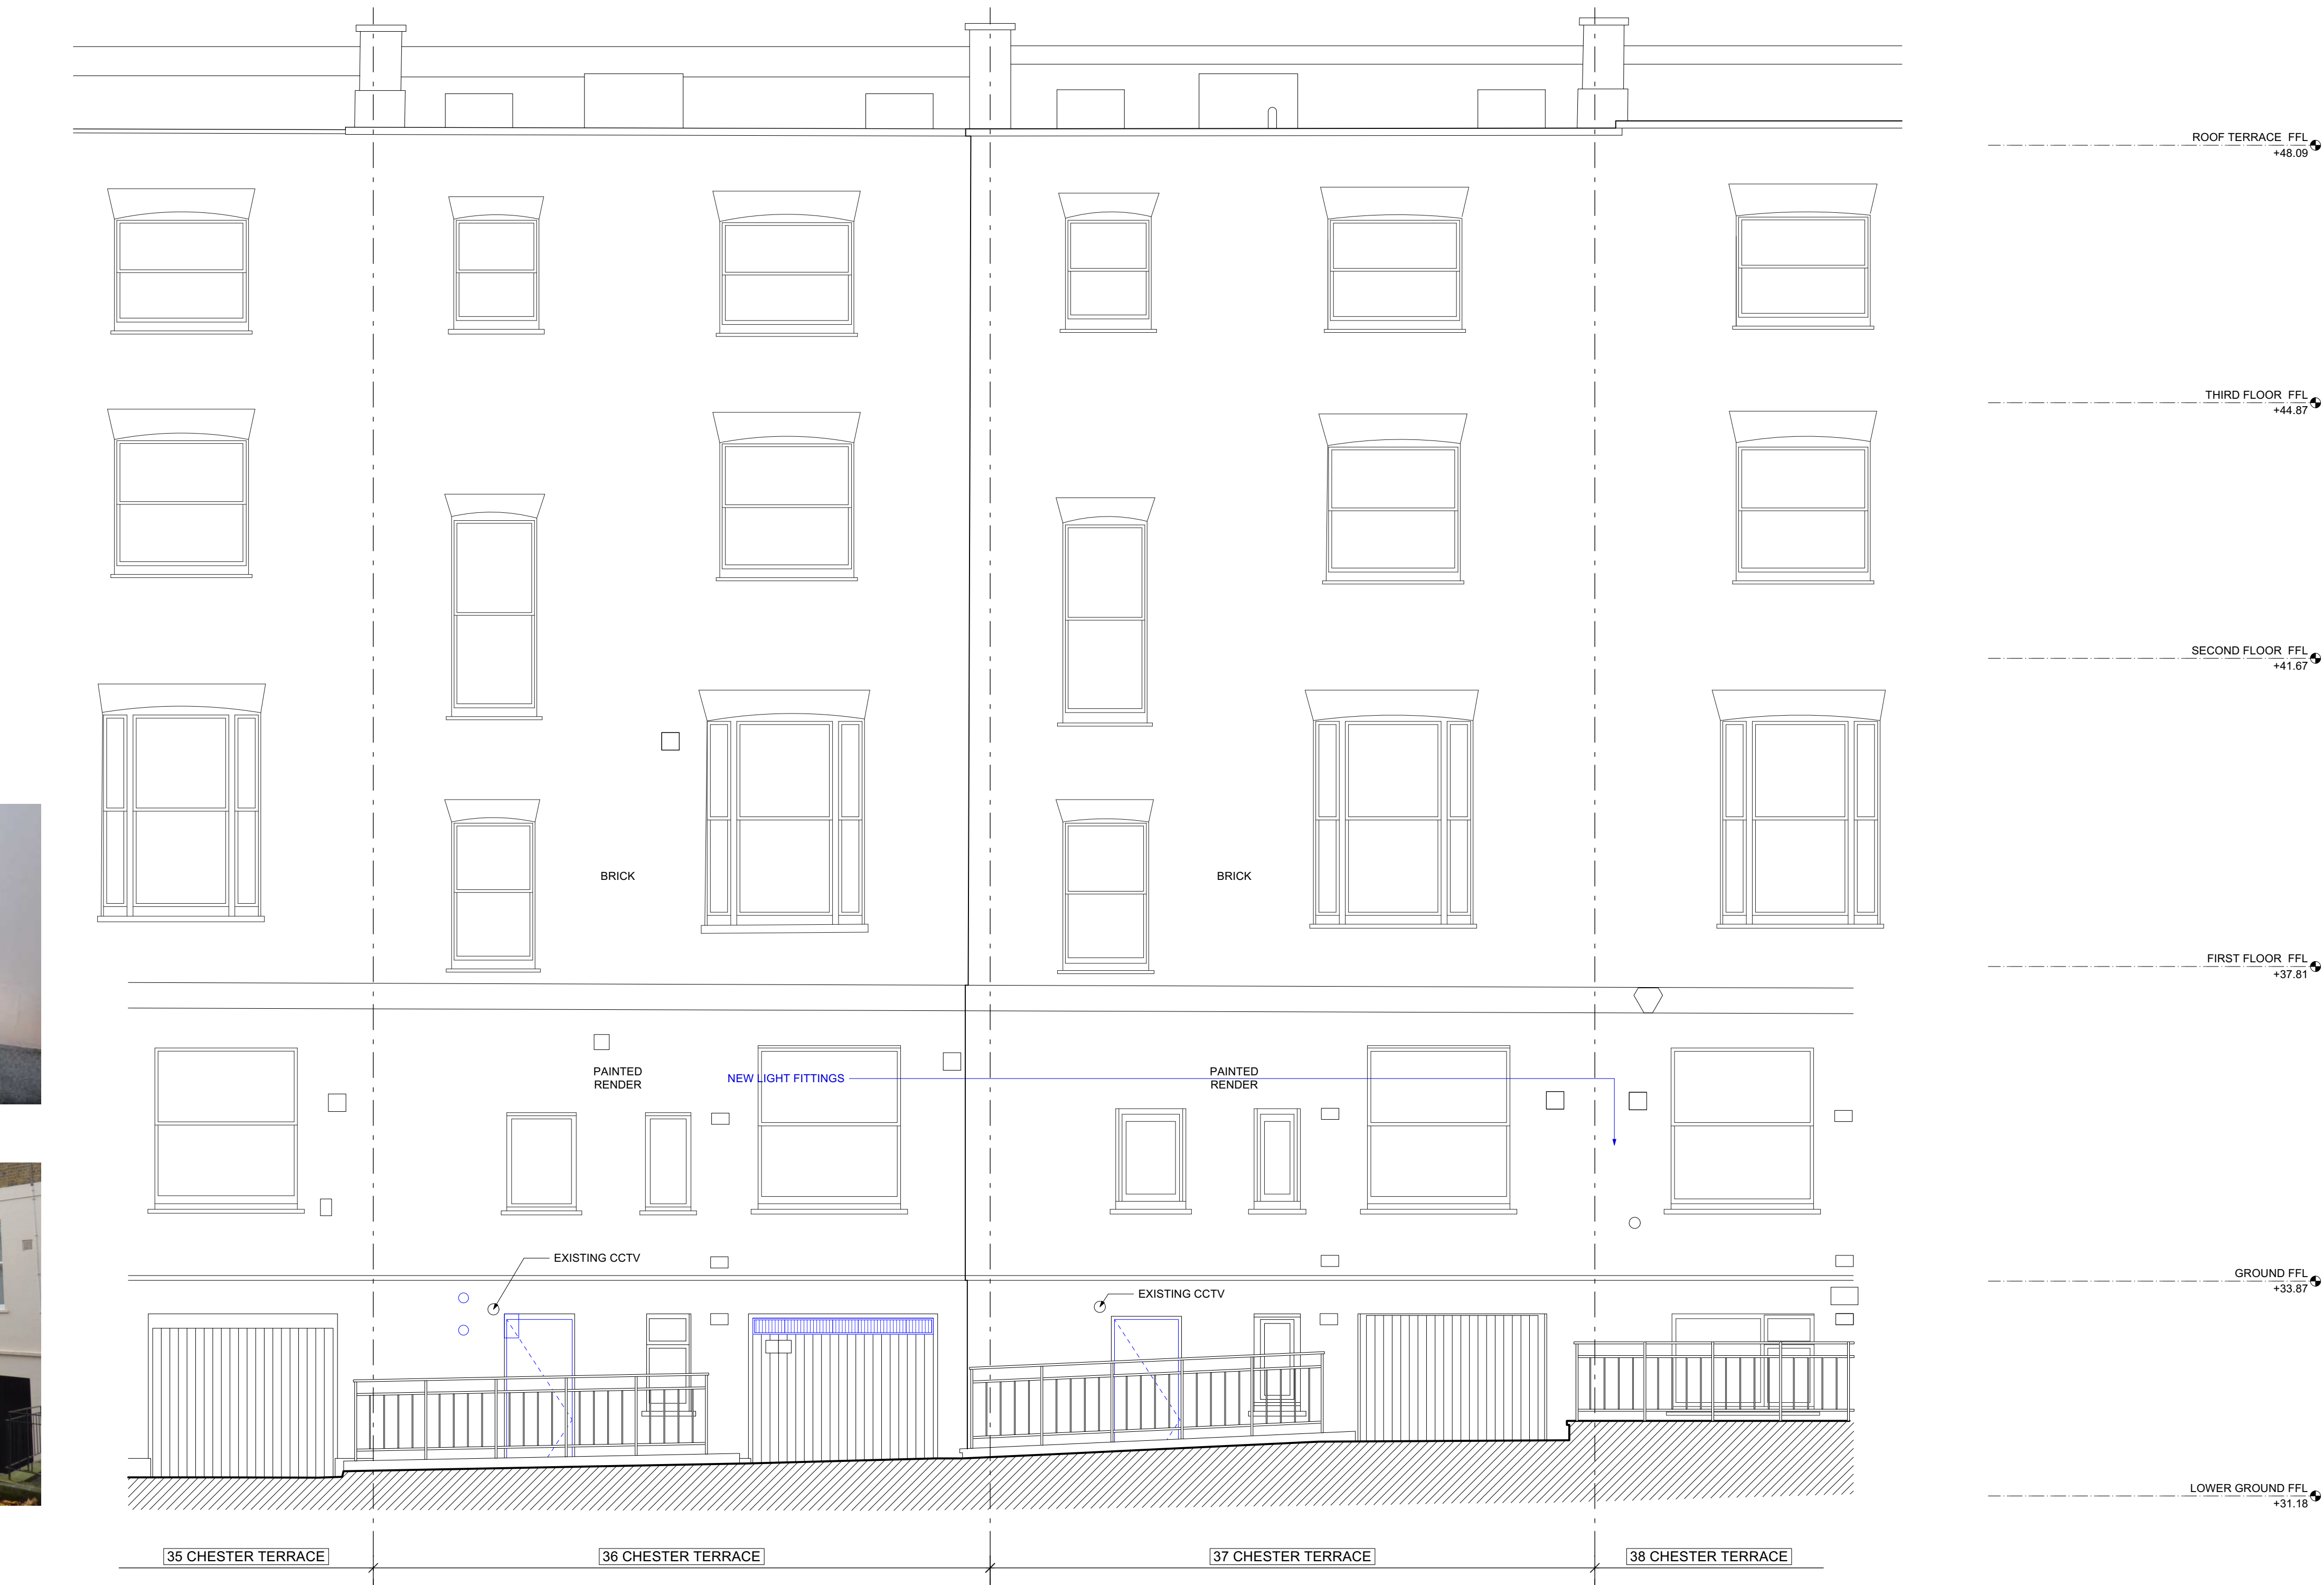 ROOF TERRACE FFL
+48.09
THIRD FLOOR FFL
+44.87
SECOND FLOOR FFL
+41.67
BRICK
BRICK
FIRST FLOOR FFL
+37.81
PAINTED
RENDER
NEW LIGHT FITTINGS
PAINTED
RENDER
EXISTING CCTV
EXISTING CCTV
GROUND FFL
+33.87
LOWER GROUND FFL
+31.18
35 CHESTER TERRACE
36 CHESTER TERRACE
37 CHESTER TERRACE
38 CHESTER TERRACE